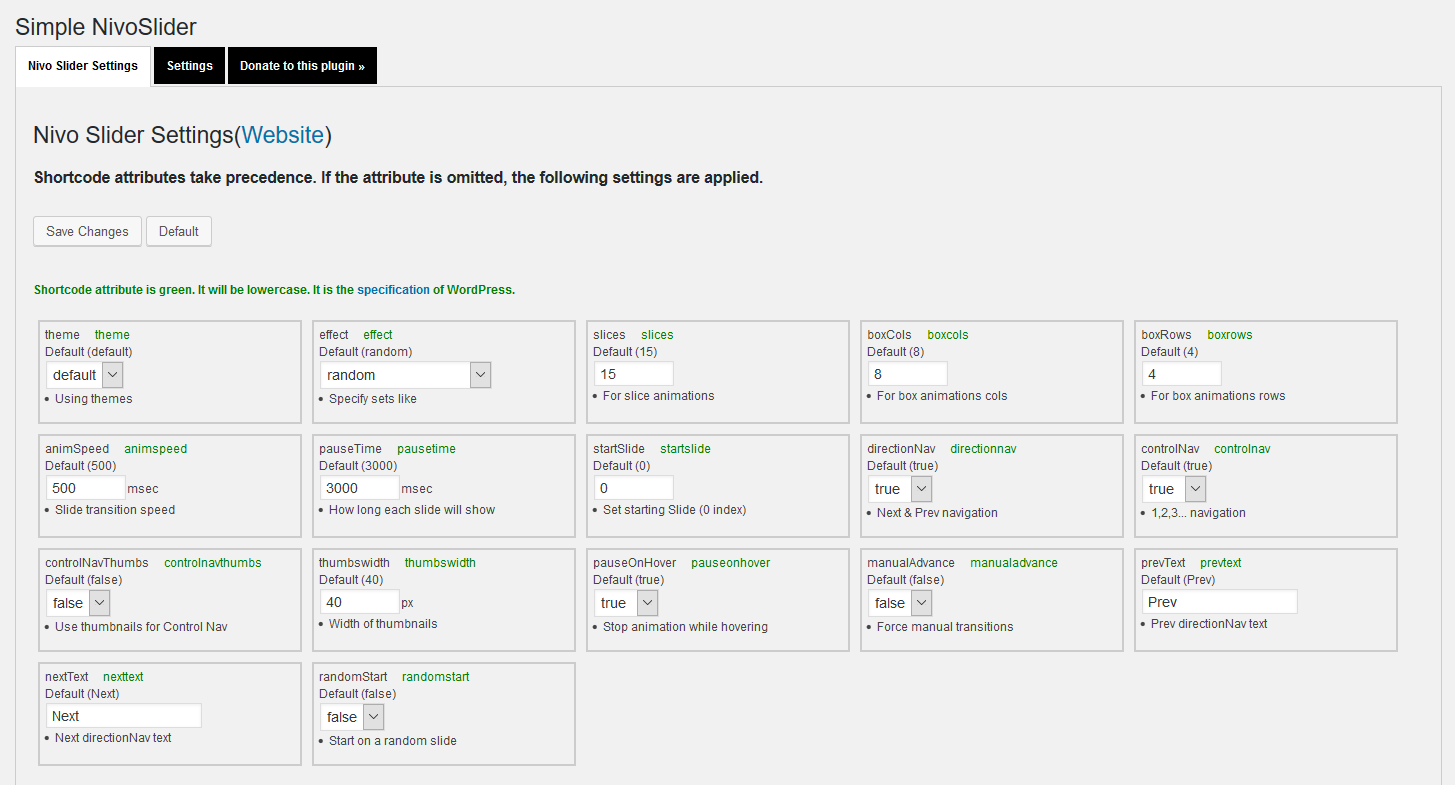 Simple NivoSlider
Nivo Slider Settings
Settings
Donate to this plugin »
Nivo Slider Settings(Website)
Shortcode attributes take precedence. If the attribute is omitted, the following settings are applied.
Save Changes
Default
Shortcode attribute is green. It will be lowercase. It is the specification of WordPress.
theme theme
Default (default)
default
• Using themes
effect effect
Default (random)
random
• Specify sets like
slices slices
Default (15)
15
• For slice animations
boxCols boxcols
Default (8)
8
• For box animations cols
boxRows boxrows
Default (4)
4
• For box animations rows
animSpeed animspeed
Default (500)
500 msec
• Slide transition speed
pauseTime pausetime
Default (3000)
3000 msec
• How long each slide will show
startSlide startslide
Default (0)
0
• Set starting Slide (0 index)
directionNav directionnav
Default (true)
true
• Next & Prev navigation
controlNav controlnav
Default (true)
true
• 1,2,3... navigation
controlNavThumbs controlnavthumbs
Default (false)
false
• Use thumbnails for Control Nav
thumbswidth thumbswidth
Default (40)
40 px
• Width of thumbnails
pauseOnHover pauseonhover
Default (true)
true
• Stop animation while hovering
manualAdvance manualadvance
Default (false)
false
• Force manual transitions
prevText prevtext
Default (Prev)
Prev
• Prev directionNav text
nextText nexttext
Default (Next)
Next
• Next directionNav text
randomStart randomstart
Default (false)
false
• Start on a random slide